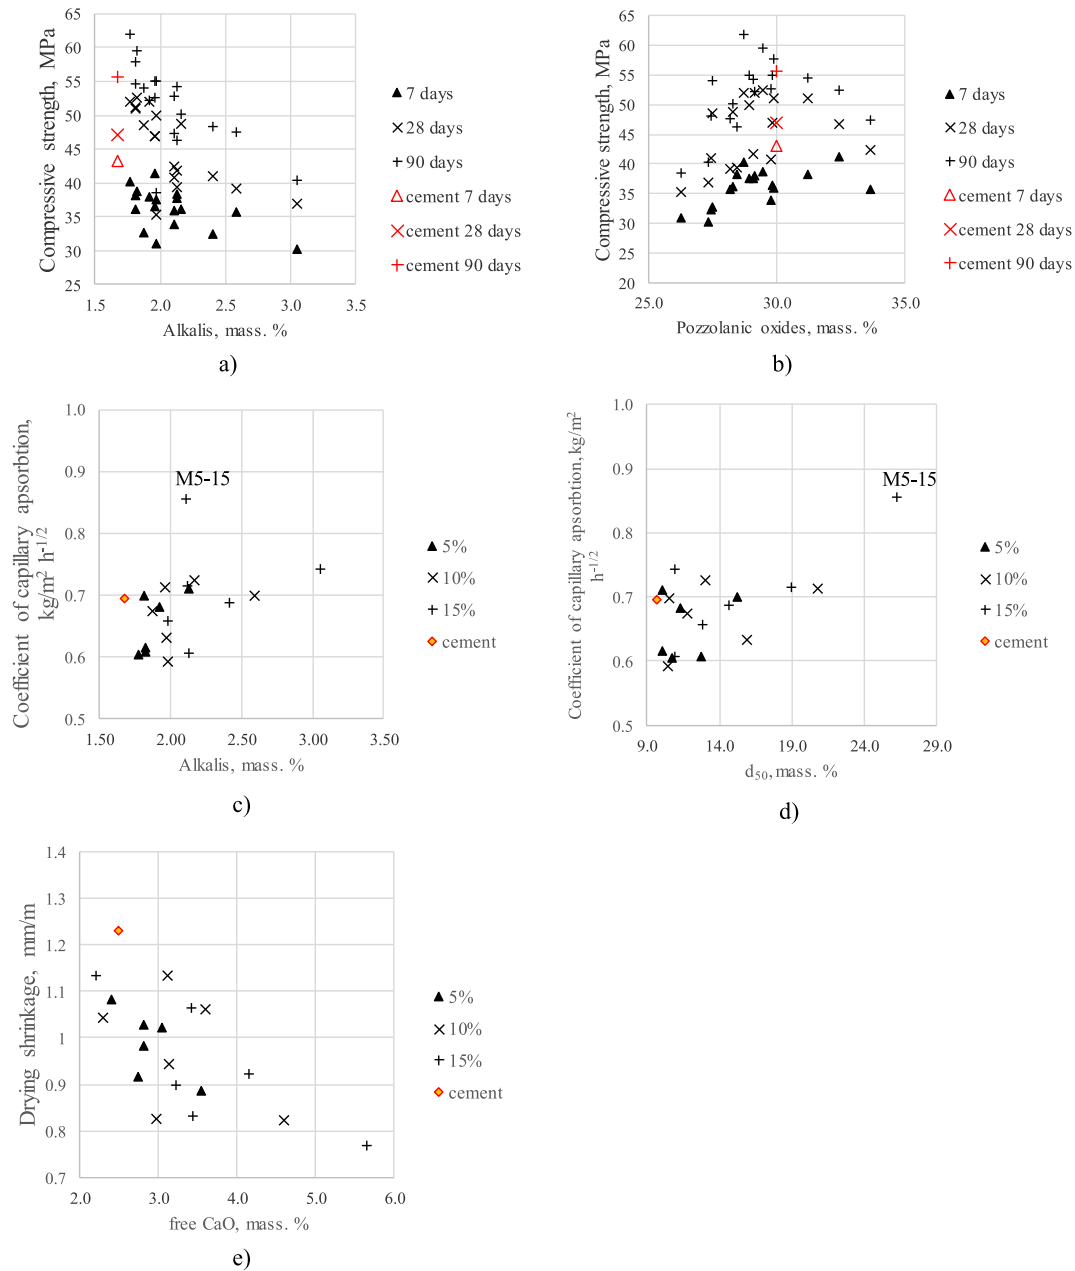 Compressive strength, MPa
65
60
55
50
45
40
35
30
25
1.5 2.0 2.5 3.0 3.5
Alkalis, mass. %
7 days
28 days
90 days
cement 7 days
cement 28 days
cement 90 days
a)
Compressive strength, MPa
65
60
55
50
45
40
35
30
25
20
25.0 30.0 35.0
Pozzolanic oxides, mass. %
7 days
28 days
90 days
cement 7 days
cement 28 days
cement 90 days
b)
Coefficient of capillary apsorbtion,
kg/m² h⁻¹/²
1.0
0.9
0.8
0.7
0.6
0.5
M5-15
1.50 2.00 2.50 3.00 3.50
Alkalis, mass. %
5%
10%
15%
cement
c)
Coefficient of capillary apsorbtion, kg/m²
h⁻¹/²
1.0
0.9
0.8
0.7
0.6
0.5
M5-15
9.0 14.0 19.0 24.0 29.0
d₅₀, mass. %
5%
10%
15%
cement
d)
Drying shrinkage, mm/m
1.4
1.3
1.2
1.1
1
0.9
0.8
0.7
2.0 3.0 4.0 5.0 6.0
free CaO, mass. %
5%
10%
15%
cement
e)